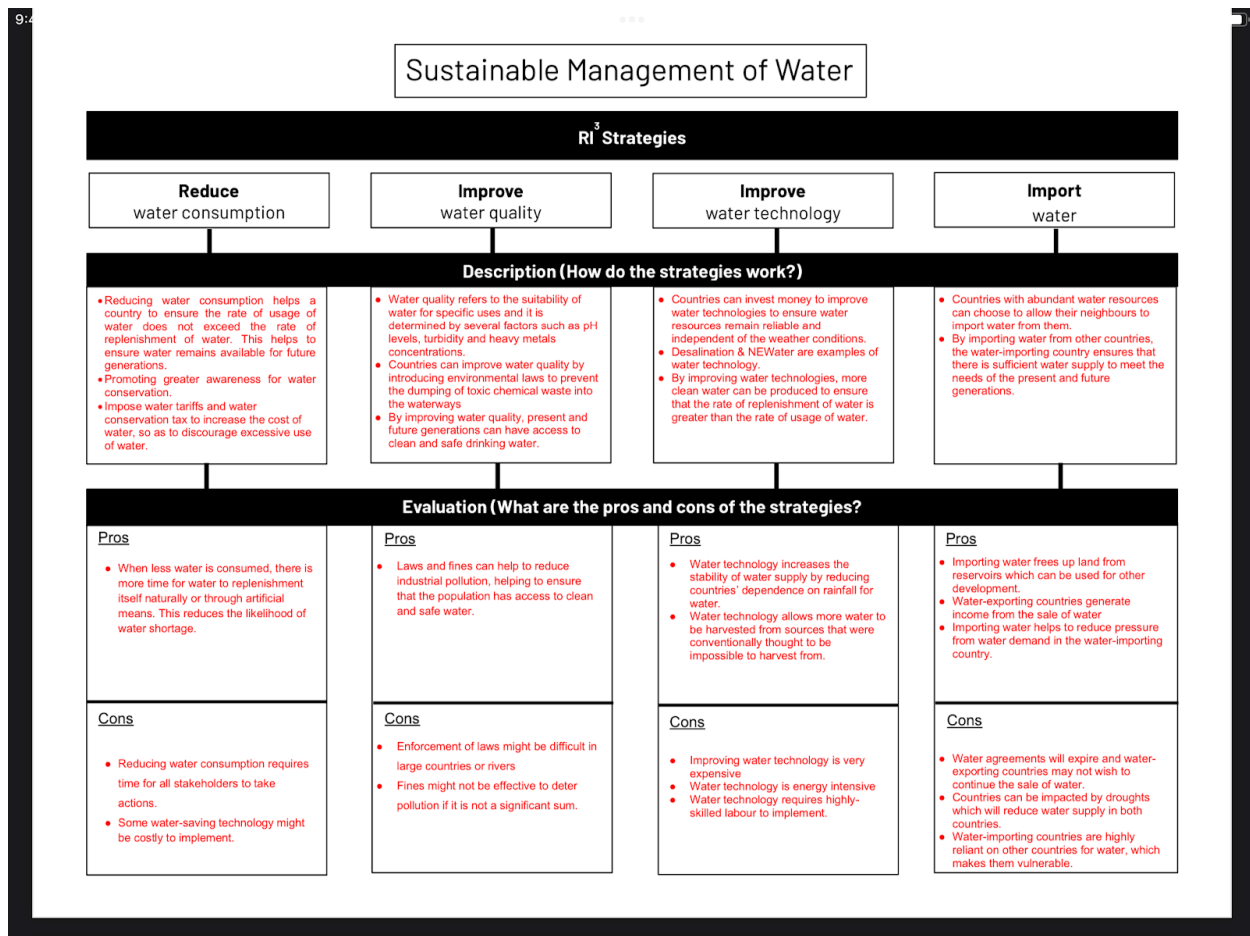 9:4
Sustainable Management of Water
RI³ Strategies
Reduce
water consumption
Improve
water quality
Improve
water technology
Import
water
Description (How do the strategies work?)
•Reducing water consumption helps a
country to ensure the rate of usage of
water does not exceed the rate of
replenishment of water. This helps to
ensure water remains available for future
generations.
•Promoting greater awareness for water
conservation.
•Impose water tariffs and water
conservation tax to increase the cost of
water, so as to discourage excessive use
of water.
● Water quality refers to the suitability of
water for specific uses and it is
determined by several factors such as pH
levels, turbidity and heavy metals
concentrations.
● Countries can improve water quality by
introducing environmental laws to prevent
the dumping of toxic chemical waste into
the waterways
● By improving water quality, present and
future generations can have access to
clean and safe drinking water.
● Countries can invest money to improve
water technologies to ensure water
resources remain reliable and
independent of the weather conditions.
● Desalination & NEWater are examples of
water technology.
● By improving water technologies, more
clean water can be produced to ensure
that the rate of replenishment of water is
greater than the rate of usage of water.
● Countries with abundant water resources
can choose to allow their neighbours to
import water from them.
● By importing water from other countries,
the water-importing country ensures that
there is sufficient water supply to meet the
needs of the present and future
generations.
Evaluation (What are the pros and cons of the strategies?
Pros
● When less water is consumed, there is
more time for water to replenishment
itself naturally or through artificial
means. This reduces the likelihood of
water shortage.
Pros
● Laws and fines can help to reduce
industrial pollution, helping to ensure
that the population has access to clean
and safe water.
Pros
● Water technology increases the
stability of water supply by reducing
countries’ dependence on rainfall for
water.
● Water technology allows more water to
be harvested from sources that were
conventionally thought to be
impossible to harvest from.
Pros
● Importing water frees up land from
reservoirs which can be used for other
development.
● Water-exporting countries generate
income from the sale of water
● Importing water helps to reduce pressure
from water demand in the water-importing
country.
Cons
● Reducing water consumption requires
time for all stakeholders to take
actions.
● Some water-saving technology might
be costly to implement.
Cons
● Enforcement of laws might be difficult in
large countries or rivers
● Fines might not be effective to deter
pollution if it is not a significant sum.
Cons
● Improving water technology is very
expensive
● Water technology is energy intensive
● Water technology requires highly-
skilled labour to implement.
Cons
● Water agreements will expire and water-
exporting countries may not wish to
continue the sale of water.
● Countries can be impacted by droughts
which will reduce water supply in both
countries.
● Water-importing countries are highly
reliant on other countries for water, which
makes them vulnerable.